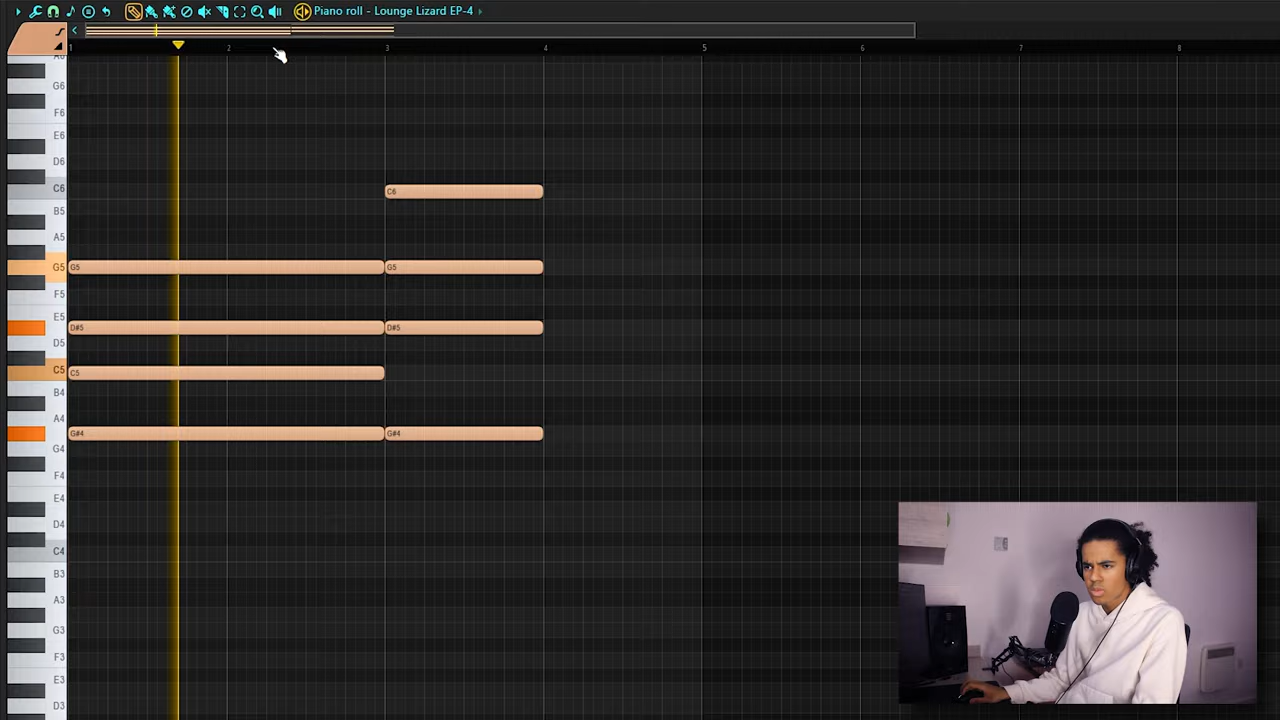 Piano roll - Lounge Lizard EP-4
1 2 3 4 5 6 7 8
A6
G6
F6
E6
D6
C6 C6
B5
A5
G5 G5 G5
F5
E5
D#5 D#5
D5
C5 C5
B4
A4
G#4 G#4
G4
F4
E4
D4
C4
B3
A3
G3
F3
E3
D3